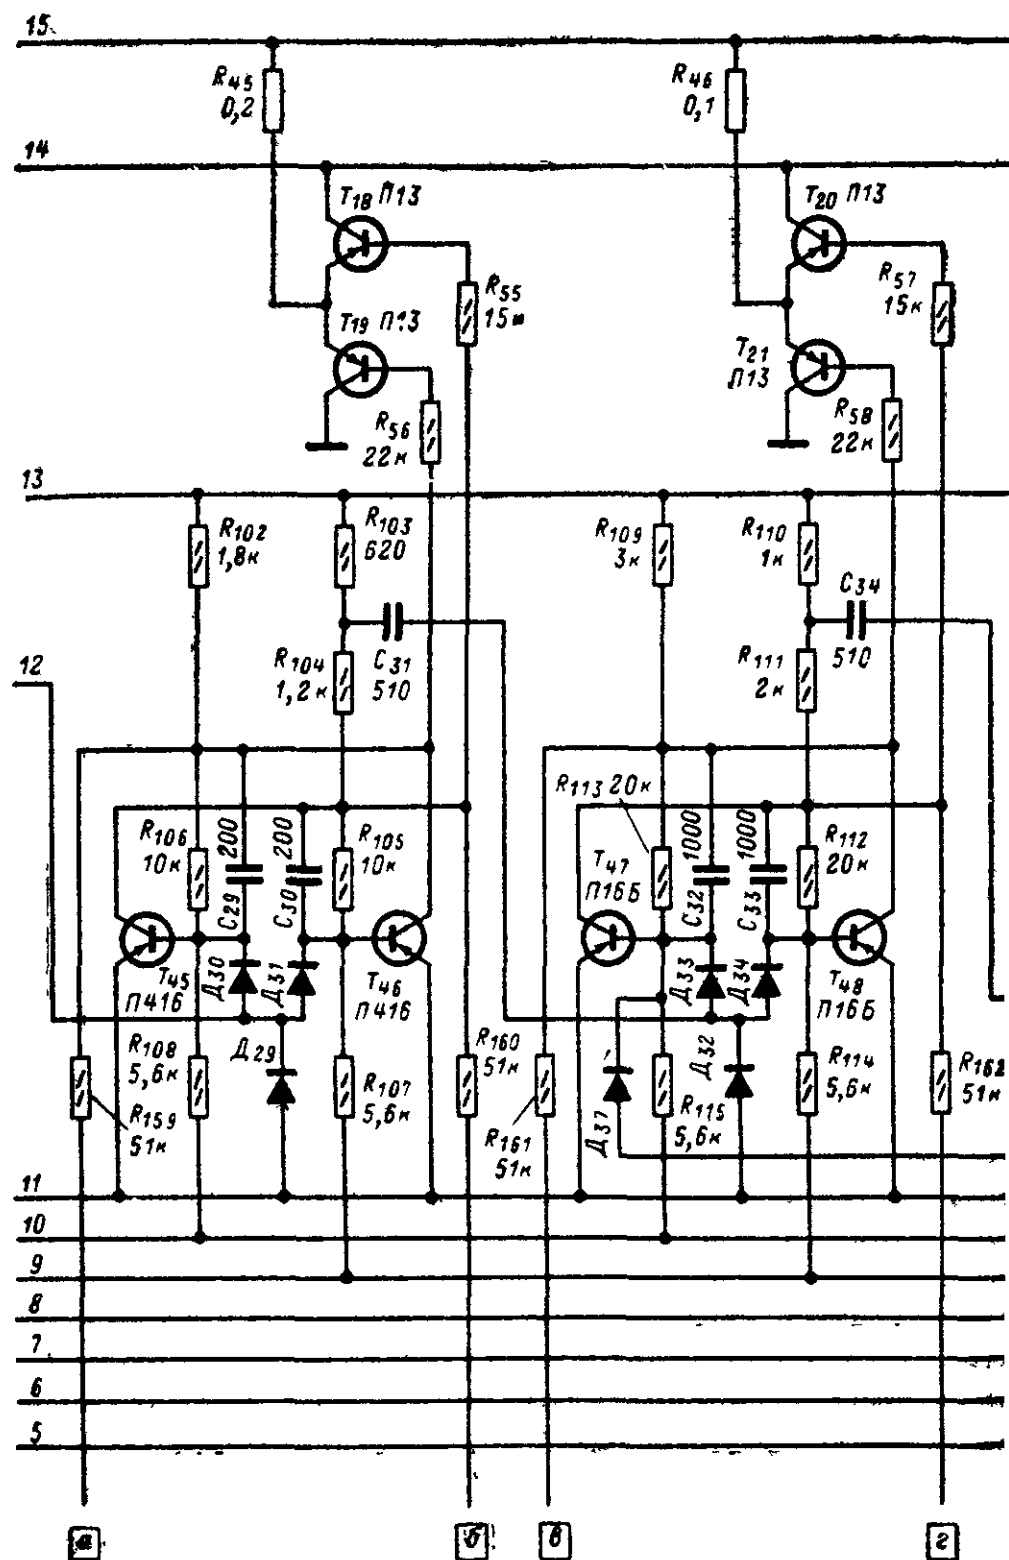 15
R45
0,2
R46
0,1
14
T18 П13
T20 П13
R55
15к
R57
15к
T19 П13
T21
П13
R56
22к
R58
22к
13
R102
1,8к
R103
620
R109
3к
R110
1к
C34
510
12
R104
1,2к
C31
510
R111
2к
R113 20к
R106
10к
200
C29
200
C30
R105
10к
T47
П16Б
1000
C32
1000
C33
R112
20к
T45
П416
Д30
Д31
T46
П416
Д33
Д34
T48
П16Б
R108
5,6к
Д29
R107
5,6к
R160
51к
Д32
R114
5,6к
R162
51к
R159
51к
R161
51к
Д37
R115
5,6к
11
10
9
8
7
6
5
а
б
в
г